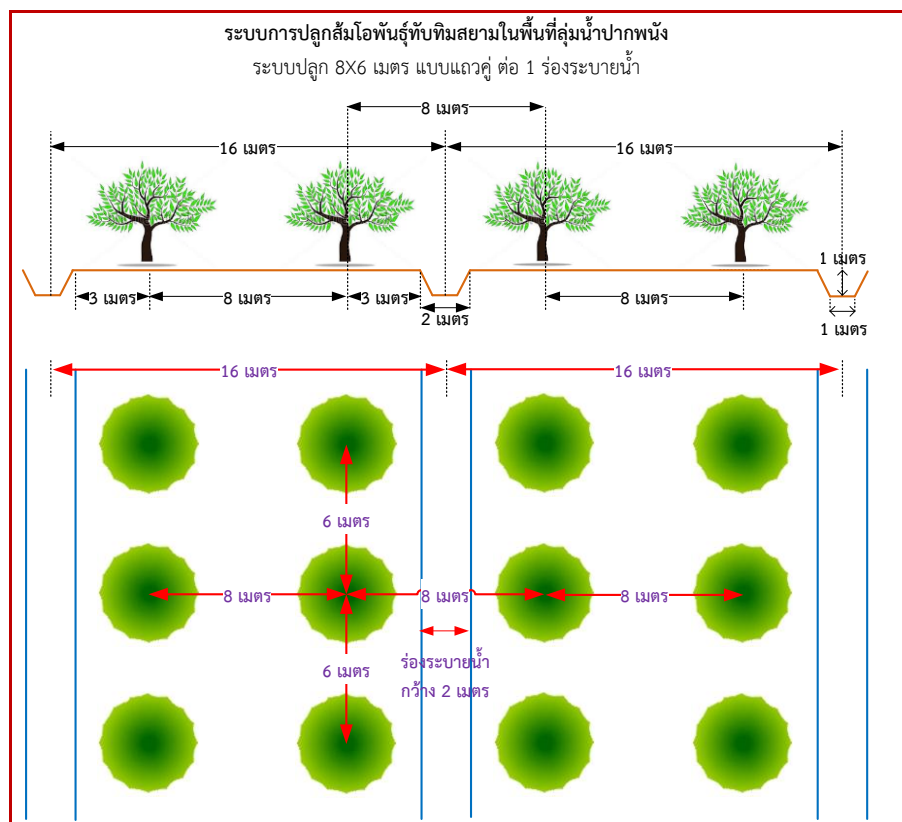 ระบบการปลูกส้มโอพันธุ์ทับทิมสยามในพื้นที่ลุ่มน้ำปากพนัง
ระบบปลูก 8X6 เมตร แบบแถวคู่ ต่อ 1 ร่องระบายน้ำ
8 เมตร
16 เมตร
16 เมตร
1 เมตร
3 เมตร
8 เมตร
3 เมตร
8 เมตร
2 เมตร
1 เมตร
16 เมตร
16 เมตร
6 เมตร
8 เมตร
8 เมตร
8 เมตร
6 เมตร
ร่องระบายน้ำ
กว้าง 2 เมตร